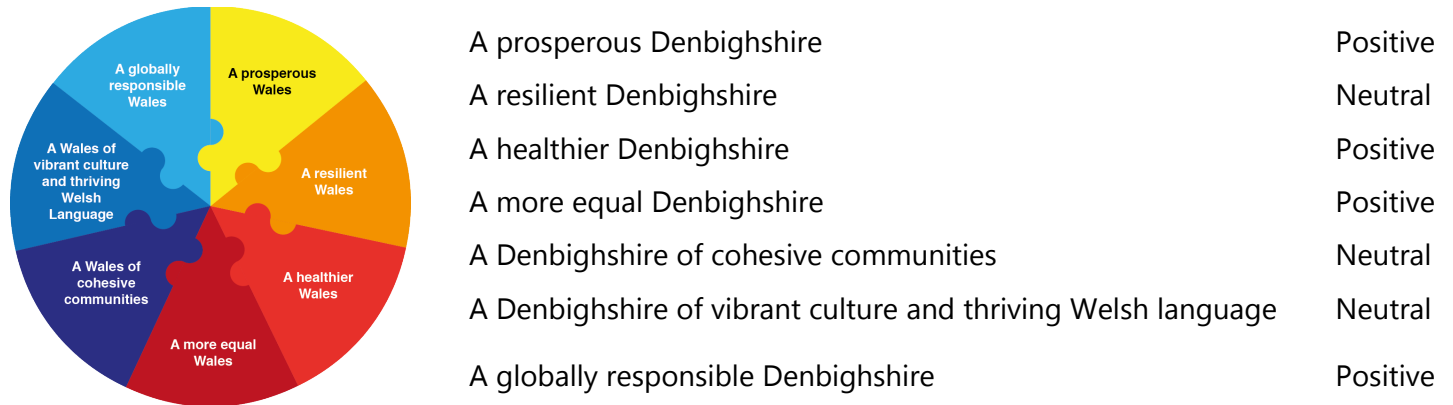 A globally
responsible
Wales
A prosperous
Wales
A resilient
Wales
A healthier
Wales
A more equal
Wales
A Wales of
cohesive
communities
A Wales of
vibrant culture
and thriving
Welsh
Language
A prosperous Denbighshire Positive
A resilient Denbighshire Neutral
A healthier Denbighshire Positive
A more equal Denbighshire Positive
A Denbighshire of cohesive communities Neutral
A Denbighshire of vibrant culture and thriving Welsh language Neutral
A globally responsible Denbighshire Positive